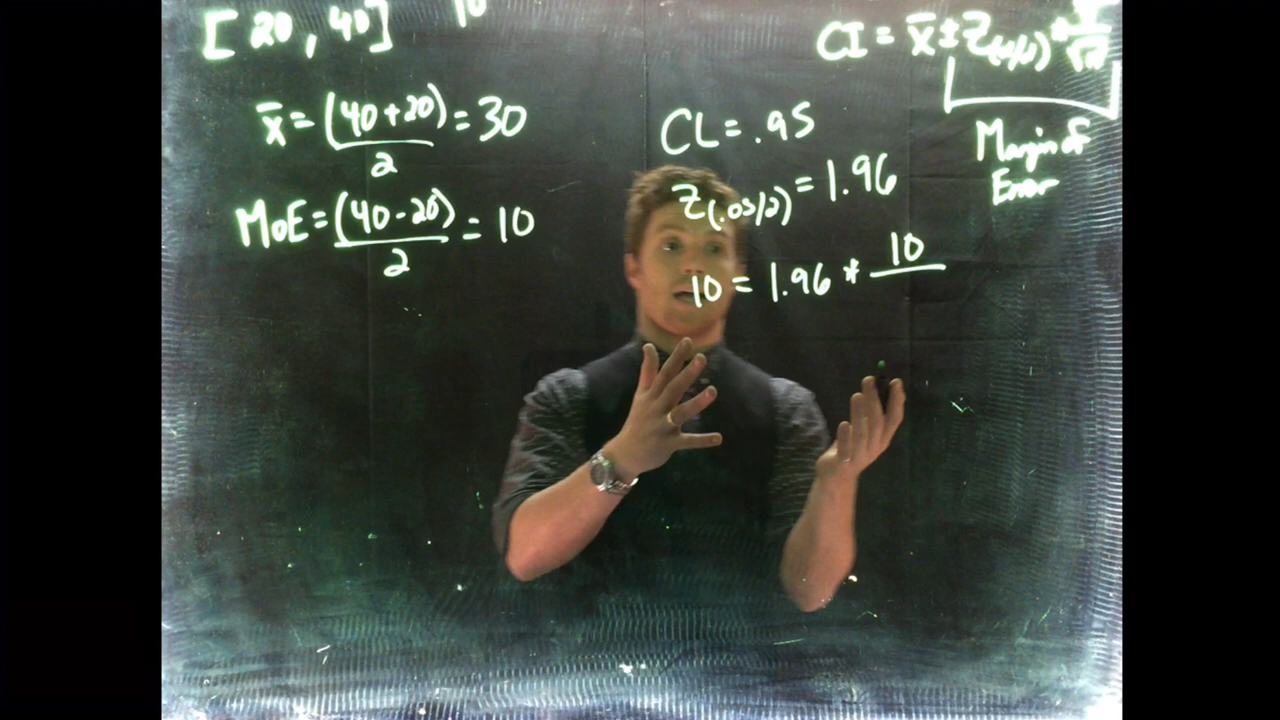 [20, 40]
10
x̄ = (40+20)/2 = 30
MoE = (40-20)/2 = 10
CI = x̄ ± Z(α/2) *
Margin of
Error
CL = .95
Z(.05/2) = 1.96
10 = 1.96 * 10